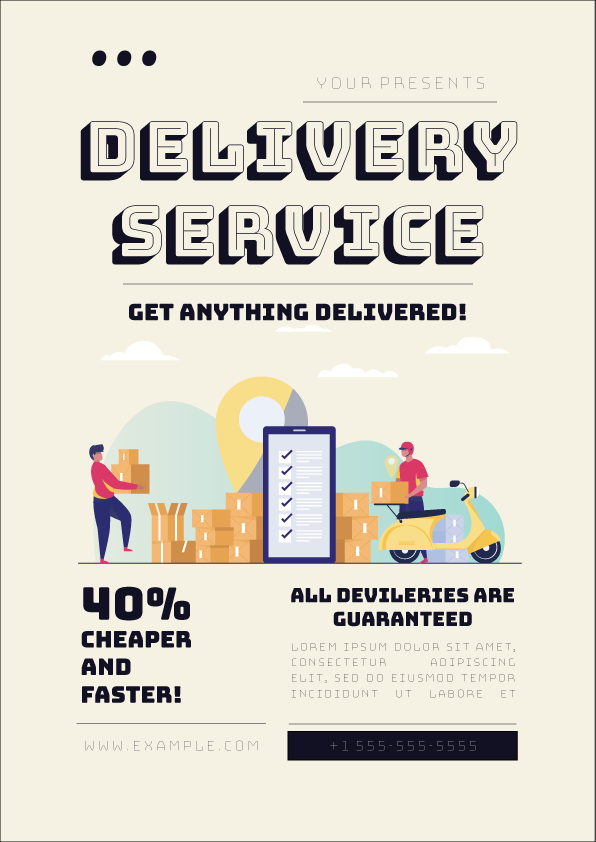 YOUR PRESENTS
DELIVERY
SERVICE
GET ANYTHING DELIVERED!
40%
CHEAPER
AND
FASTER!
ALL DEVILERIES ARE
GUARANTEED
LOREM IPSUM DOLOR SIT AMET,
CONSECTETUR ADIPISCING
ELIT, SED DO EIUSMOD TEMPOR
INCIDIDUNT UT LABORE ET
WWW.EXAMPLE.COM
+1 555-555-5555